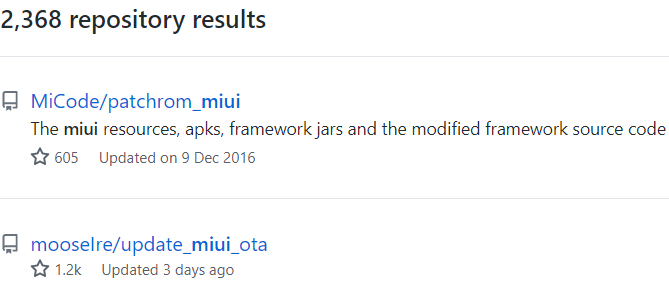 2,368 repository results
MiCode/patchrom_miui
The miui resources, apks, framework jars and the modified framework source code
605 Updated on 9 Dec 2016
mooseIre/update_miui_ota
1.2k Updated 3 days ago